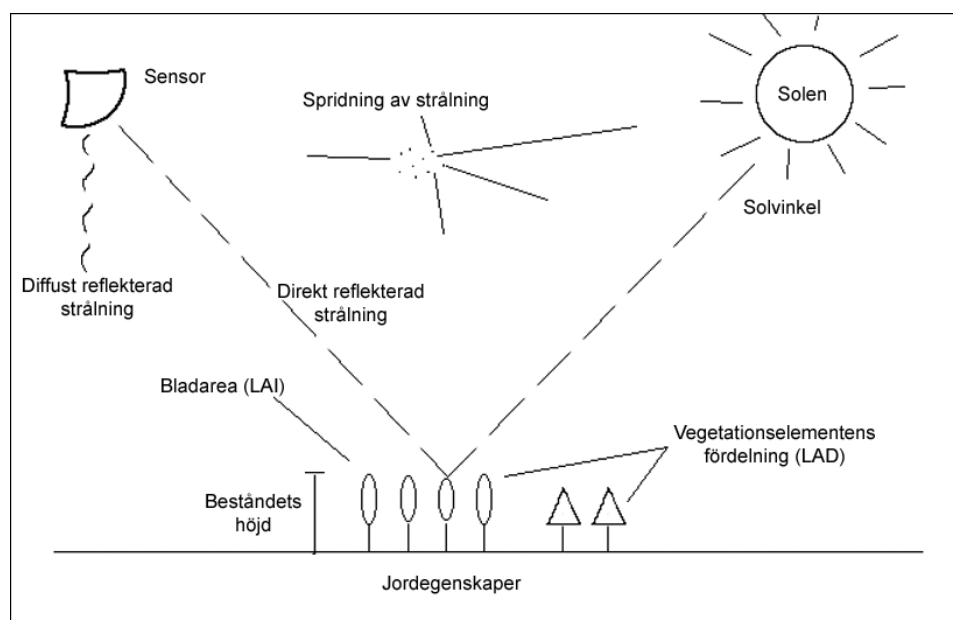 Sensor
Spridning av strålning
Solen
Solvinkel
Diffust reflekterad
strålning
Direkt reflekterad
strålning
Bladarea (LAI)
Vegetationselementens
fördelning (LAD)
Beståndets
höjd
Jordegenskaper